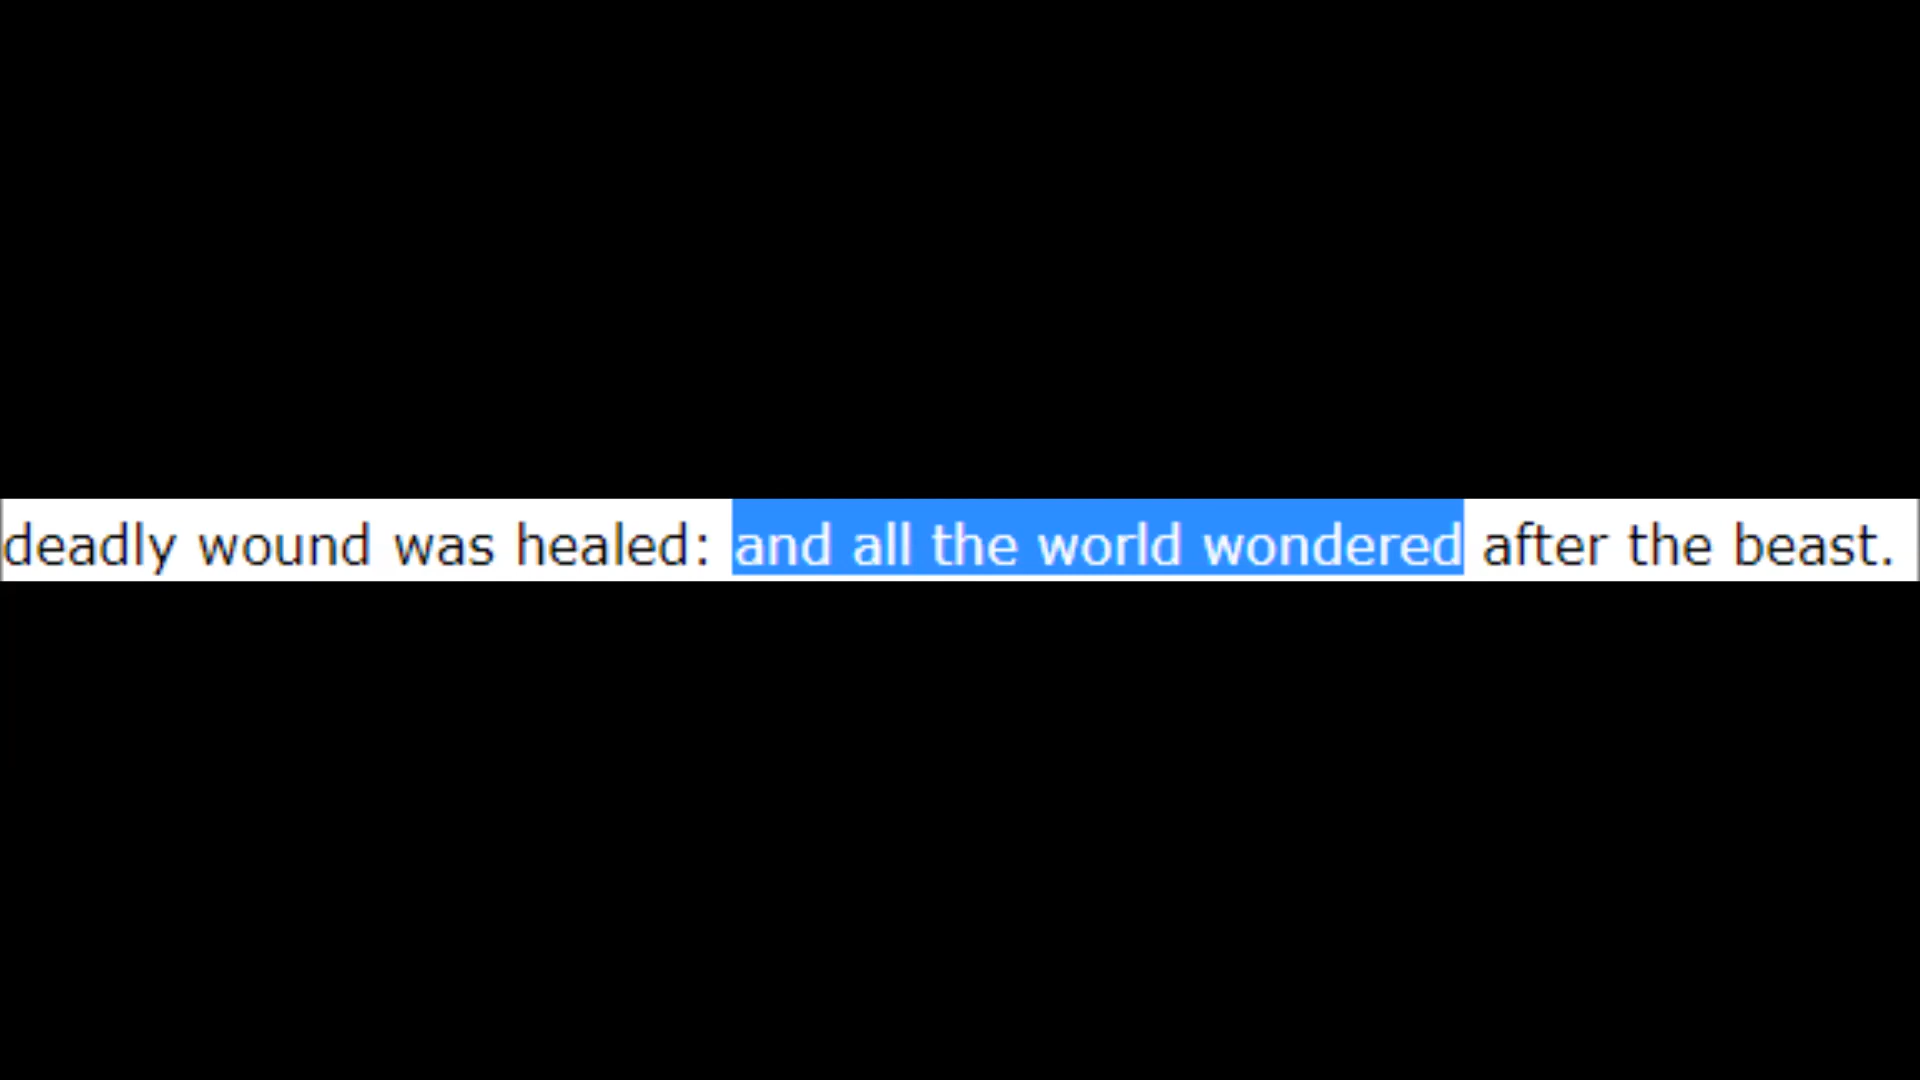 deadly wound was healed: and all the world wondered after the beast.